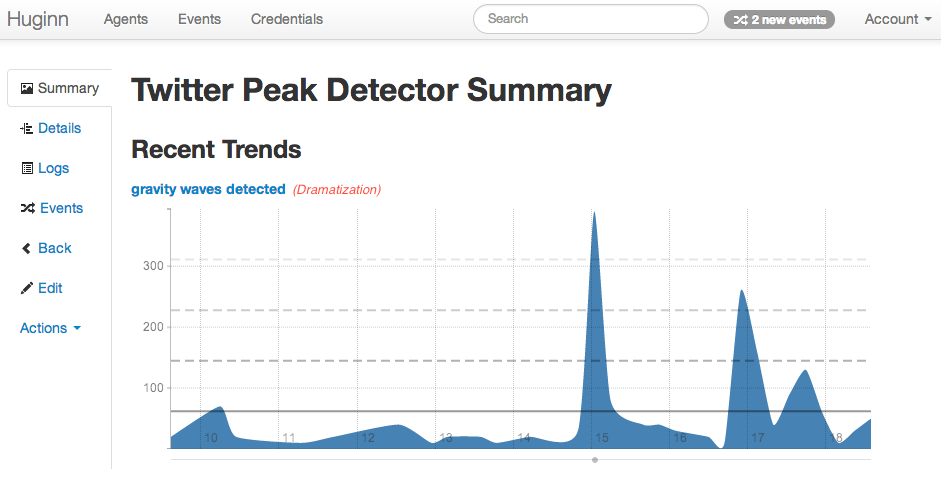 Huginn Agents Events Credentials Search 2 new events Account
Summary
Details
Logs
Events
Back
Edit
Actions
Twitter Peak Detector Summary
Recent Trends
gravity waves detected (Dramatization)
300
200
100
10 11 12 13 14 15 16 17 18